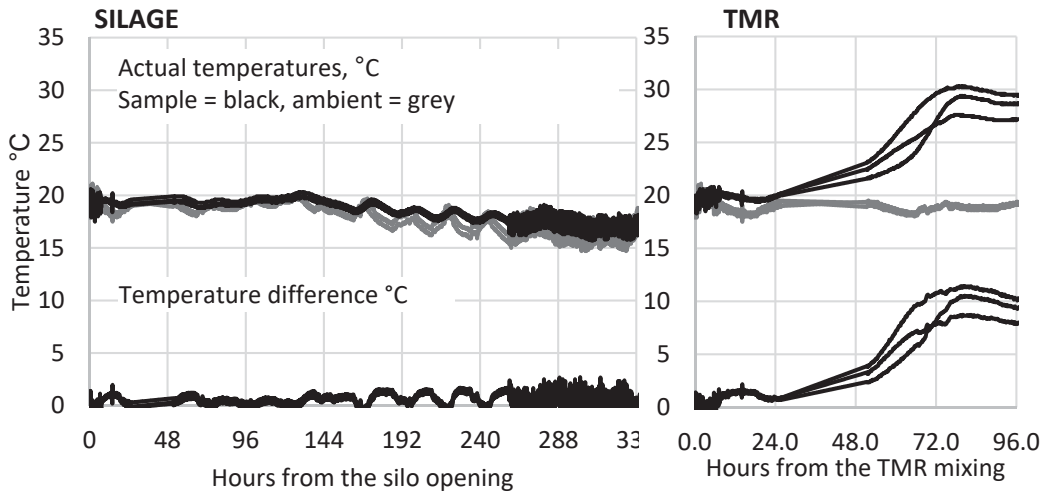 SILAGE
35
30
25
20
15
10
5
0
Temperature °C
Actual temperatures, °C
Sample = black, ambient = grey
Temperature difference °C
0 48 96 144 192 240 288 33
Hours from the silo opening
TMR
35
30
25
20
15
10
5
0
0.0 24.0 48.0 72.0 96.0
Hours from the TMR mixing